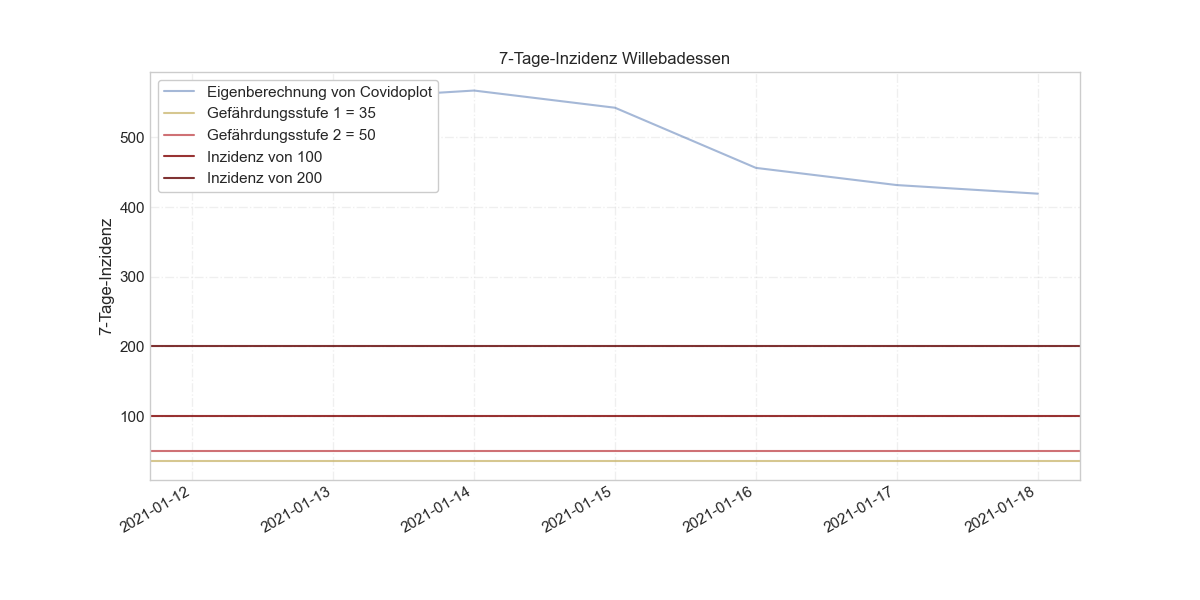 7-Tage-Inzidenz Willebadessen
Eigenberechnung von Covidoplot
Gefährdungsstufe 1 = 35
Gefährdungsstufe 2 = 50
Inzidenz von 100
Inzidenz von 200
7-Tage-Inzidenz
500
400
300
200
100
2021-01-12
2021-01-13
2021-01-14
2021-01-15
2021-01-16
2021-01-17
2021-01-18